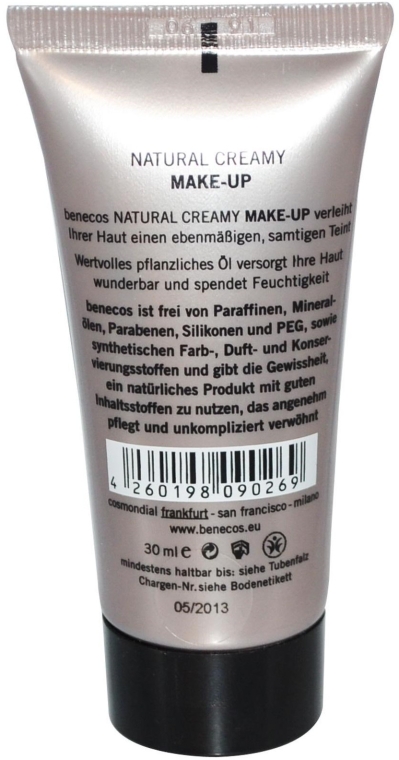 NATURAL CREAMY
MAKE-UP
benecos NATURAL CREAMY MAKE-UP verleiht
Ihrer Haut einen ebenmäßigen, samtigen Teint
Wertvolles pflanzliches Öl versorgt Ihre Haut
wunderbar und spendet Feuchtigkeit
benecos ist frei von Paraffinen, Mineral-
ölen, Parabenen, Silikonen und PEG, sowie
synthetischen Farb-, Duft- und Konser-
vierungsstoffen und gibt die Gewissheit,
ein natürliches Produkt mit guten
Inhaltsstoffen zu nutzen, das angenehm
pflegt und unkompliziert verwöhnt
4 260198 090269
cosmondial frankfurt - san francisco - milano
www.benecos.eu
30 ml e
mindestens haltbar bis: siehe Tubenfalz
Chargen-Nr. siehe Bodenetikett
05/2013